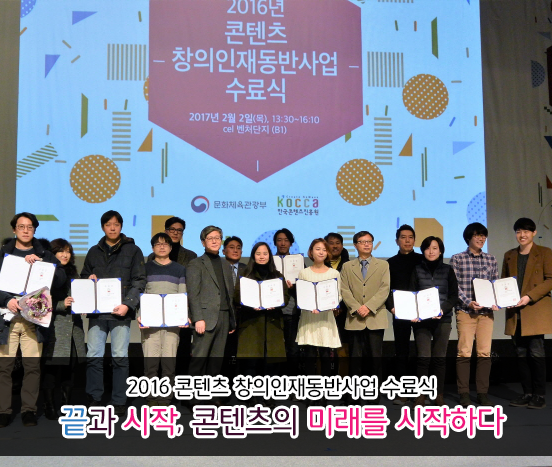 2016년
콘텐츠
창의인재동반사업
수료식
2017년 2월 2일(목), 13:30~16:10
cel 벤처단지 (B1)
문화체육관광부
KOCCA
한국콘텐츠진흥원
2016 콘텐츠 창의인재동반사업 수료식
끝과 시작, 콘텐츠의 미래를 시작하다